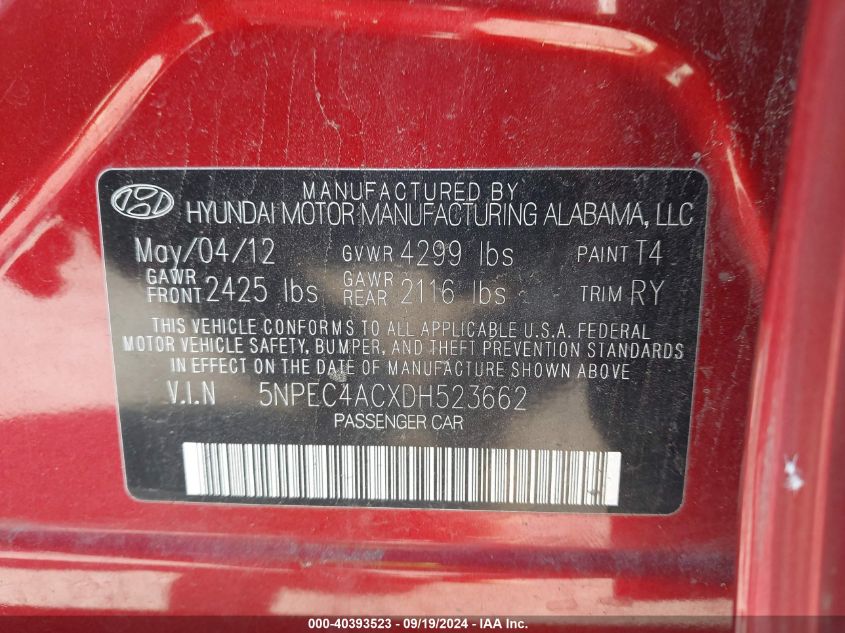 MANUFACTURED BY
HYUNDAI MOTOR MANUFACTURING ALABAMA, LLC
May/04/12 GVWR 4299 lbs PAINT T4
GAWR FRONT 2425 lbs GAWR REAR 2116 lbs TRIM RY
THIS VEHICLE CONFORMS TO ALL APPLICABLE U.S.A. FEDERAL
MOTOR VEHICLE SAFETY, BUMPER, AND THEFT PREVENTION STANDARDS
IN EFFECT ON THE DATE OF MANUFACTURE SHOWN ABOVE.
V.I.N 5NPEC4ACXDH523662
PASSENGER CAR
000-40393523 - 09/19/2024 - IAA Inc.